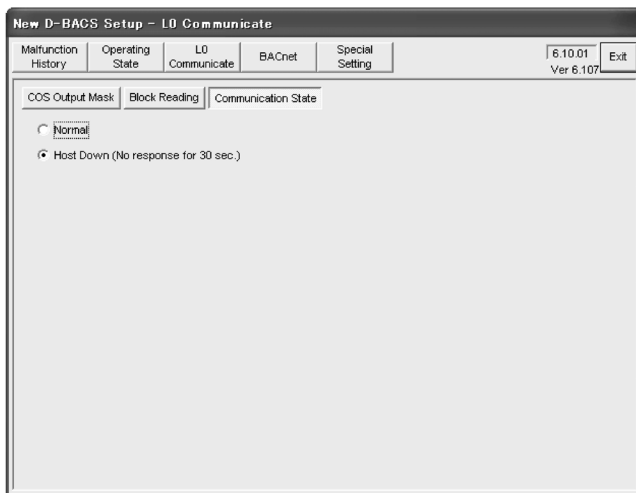 New D-BACS Setup - L0 Communicate
Malfunction History
Operating State
L0 Communicate
BACnet
Special Setting
6.10.01
Ver 6.107
Exit
COS Output Mask
Block Reading
Communication State
Normal
Host Down (No response for 30 sec.)